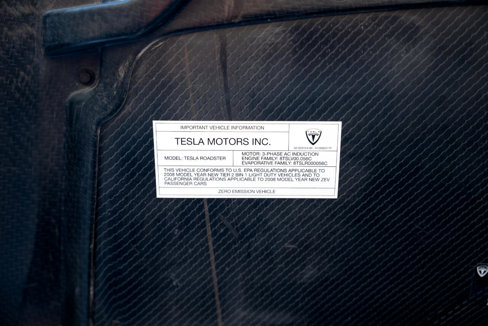 IMPORTANT VEHICLE INFORMATION
TESLA MOTORS INC.
MODEL: TESLA ROADSTER
MOTOR: 3-PHASE AC INDUCTION
ENGINE FAMILY: 8TSLV00.056C
EVAPORATIVE FAMILY: 8TSLR000056C
THIS VEHICLE CONFORMS TO U.S. EPA REGULATIONS APPLICABLE TO
2008 MODEL YEAR NEW TIER 2 BIN 1 LIGHT DUTY VEHICLES AND TO
CALIFORNIA REGULATIONS APPLICABLE TO 2008 MODEL YEAR NEW ZEV
PASSENGER CARS
ZERO EMISSION VEHICLE